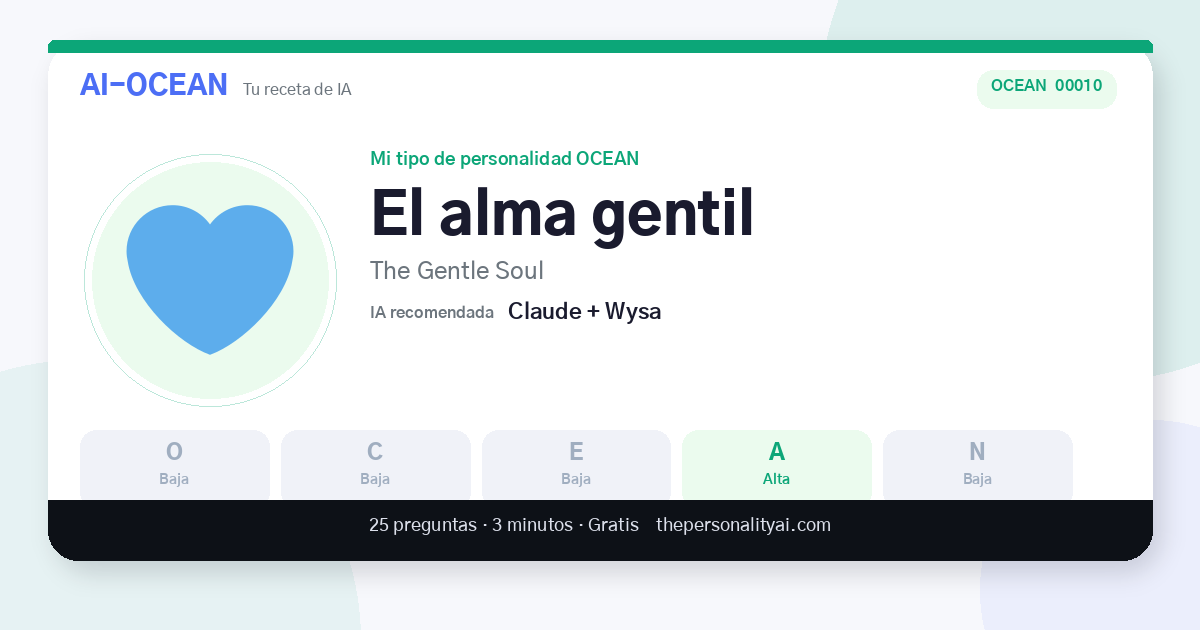 AI-OCEAN Tu receta de IA
OCEAN 00010
Mi tipo de personalidad OCEAN
El alma gentil
The Gentle Soul
IA recomendada Claude + Wysa
O C E A N
Baja Baja Baja Alta Baja
25 preguntas · 3 minutos · Gratis thepersonalityai.com